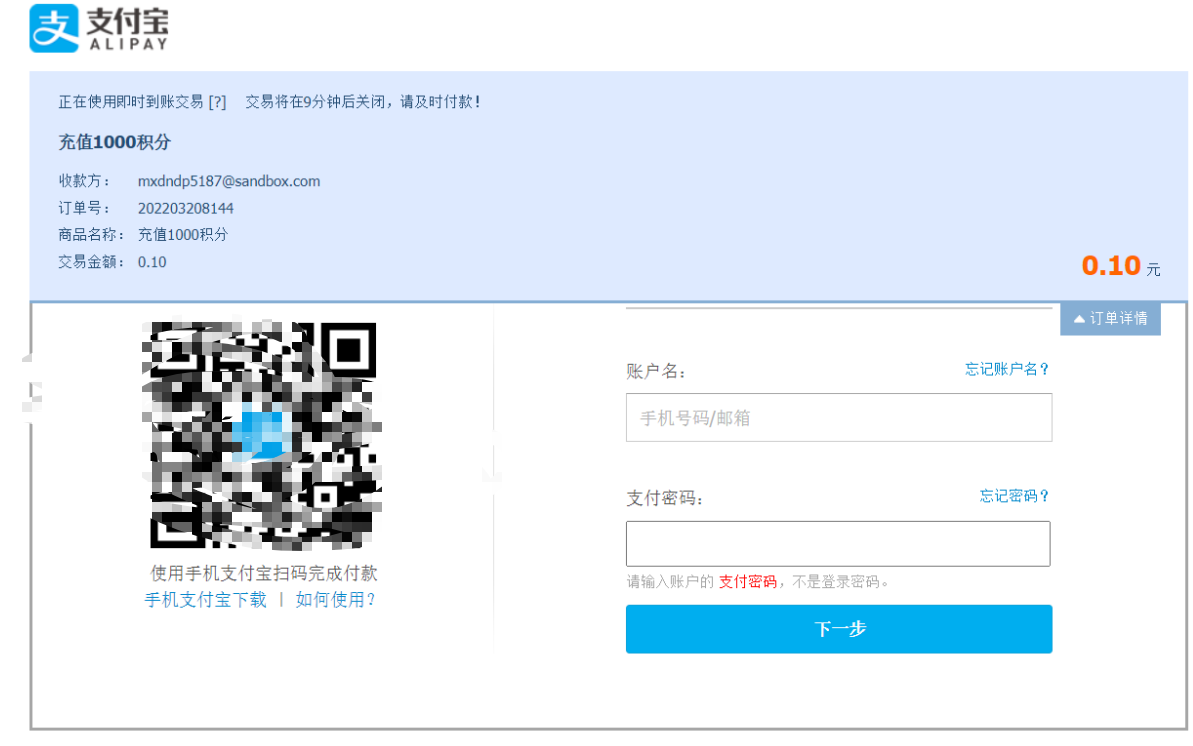 支付宝
ALIPAY
正在使用即时到账交易 [?] 交易将在9分钟后关闭，请及时付款！
充值1000积分
收款方： mxdndp5187@sandbox.com
订单号： 202203208144
商品名称： 充值1000积分
交易金额： 0.10
0.10 元
订单详情
使用手机支付宝扫码完成付款
手机支付宝下载 | 如何使用？
账户名： 忘记账户名？
手机号码/邮箱
支付密码： 忘记密码？
请输入账户的 支付密码，不是登录密码。
下一步